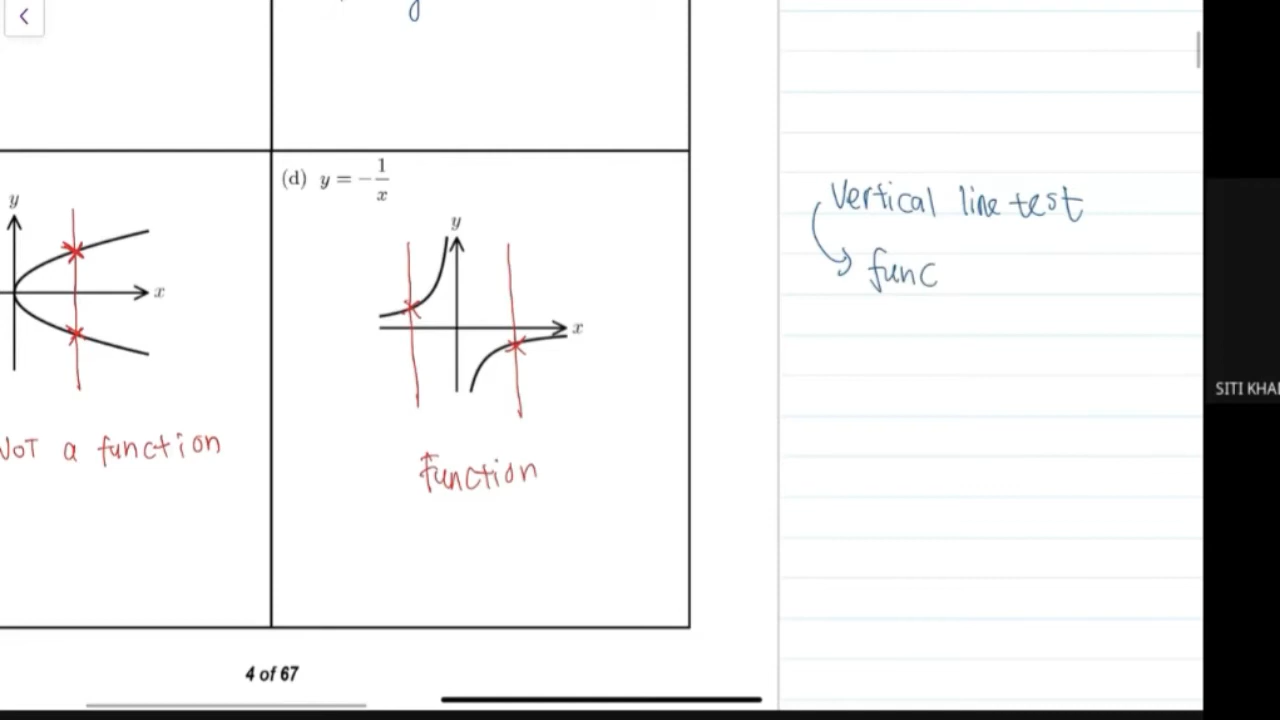 (d) y = −1/x
y
x
NOT a function
y
x
function
4 of 67
Vertical line test
func
SITI KHA